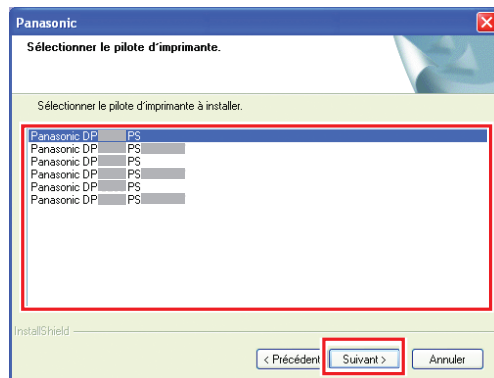 Panasonic
Sélectionner le pilote d'imprimante.
Sélectionner le pilote d'imprimante à installer.
Panasonic DP PS
Panasonic DP PS
Panasonic DP PS
Panasonic DP PS
Panasonic DP PS
Panasonic DP PS
InstallShield
< Précédent Suivant > Annuler